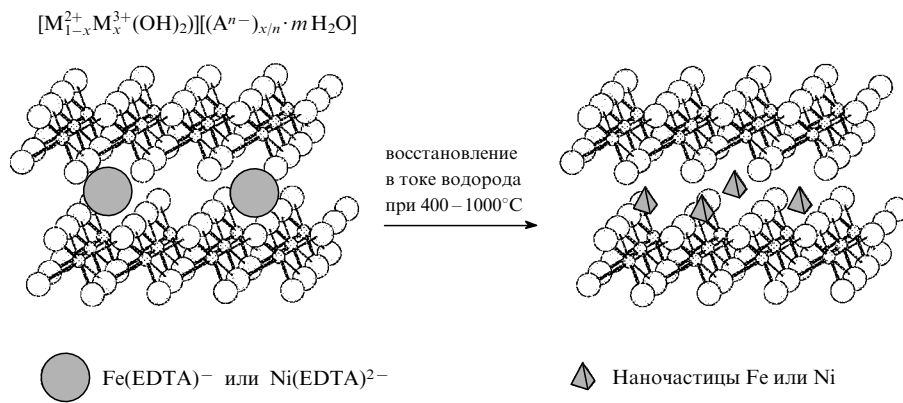 [M²⁺₁₋ₓM³⁺ₓ(OH)₂)][(Aⁿ⁻)ₓ/ₙ · m H₂O]
восстановление
в токе водорода
при 400 – 1000°C
Fe(EDTA)⁻ или Ni(EDTA)²⁻
Наночастицы Fe или Ni